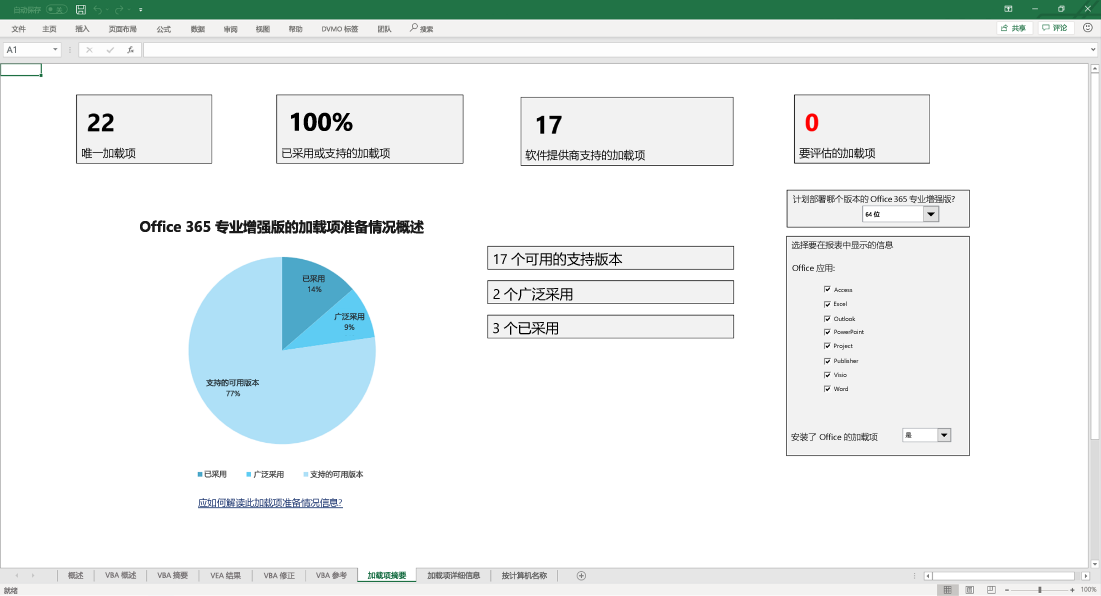 自动保存 关
文件 主页 插入 页面布局 公式 数据 审阅 视图 帮助 DVMO 标签 团队 搜索 共享 评论
A1 fx
22
唯一加载项
100%
已采用或支持的加载项
17
软件提供商支持的加载项
0
要评估的加载项
计划部署哪个版本的 Office 365 专业增强版?
64 位
Office 365 专业增强版的加载项准备情况概述
已采用
14%
广泛采用
9%
支持的可用版本
77%
已采用 广泛采用 支持的可用版本
应如何解读此加载项准备情况信息?
17 个可用的支持版本
2 个广泛采用
3 个已采用
选择要在报表中显示的信息
Office 应用:
Access
Excel
Outlook
PowerPoint
Project
Publisher
Visio
Word
安装了 Office 的加载项 是
概述 VBA 概述 VBA 摘要 VEA 结果 VBA 修正 VBA 参考 加载项摘要 加载项详细信息 按计算机名称
就绪 100%